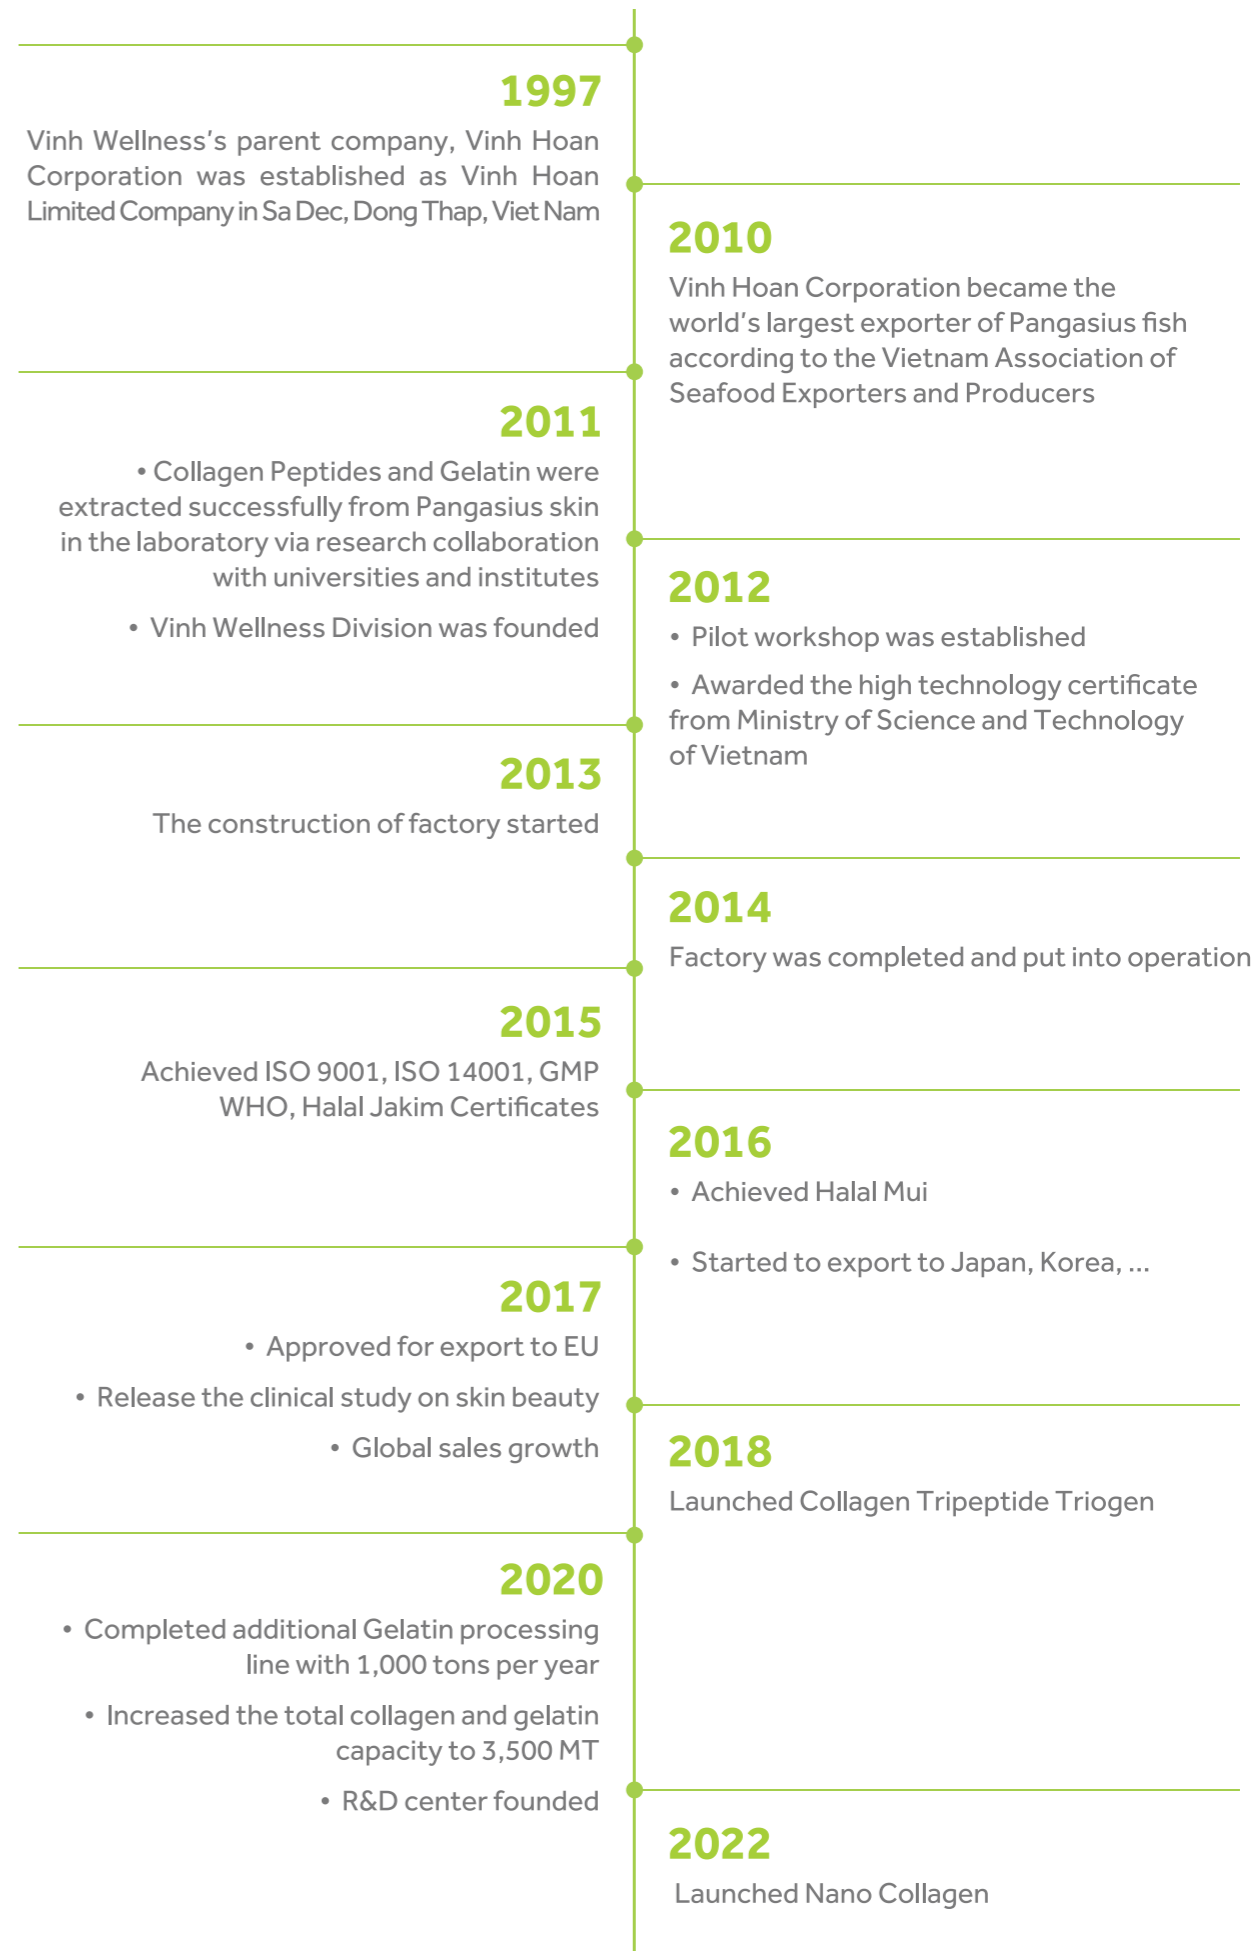 1997
Vinh Wellness's parent company, Vinh Hoan
Corporation was established as Vinh Hoan
Limited Company in Sa Dec, Dong Thap, Viet Nam
2010
Vinh Hoan Corporation became the
world's largest exporter of Pangasius fish
according to the Vietnam Association of
Seafood Exporters and Producers
2011
• Collagen Peptides and Gelatin were
extracted successfully from Pangasius skin
in the laboratory via research collaboration
with universities and institutes
• Vinh Wellness Division was founded
2012
• Pilot workshop was established
• Awarded the high technology certificate
from Ministry of Science and Technology
of Vietnam
2013
The construction of factory started
2014
Factory was completed and put into operation
2015
Achieved ISO 9001, ISO 14001, GMP
WHO, Halal Jakim Certificates
2016
• Achieved Halal Mui
• Started to export to Japan, Korea, ...
2017
• Approved for export to EU
• Release the clinical study on skin beauty
• Global sales growth
2018
Launched Collagen Tripeptide Triogen
2020
• Completed additional Gelatin processing
line with 1,000 tons per year
• Increased the total collagen and gelatin
capacity to 3,500 MT
• R&D center founded
2022
Launched Nano Collagen